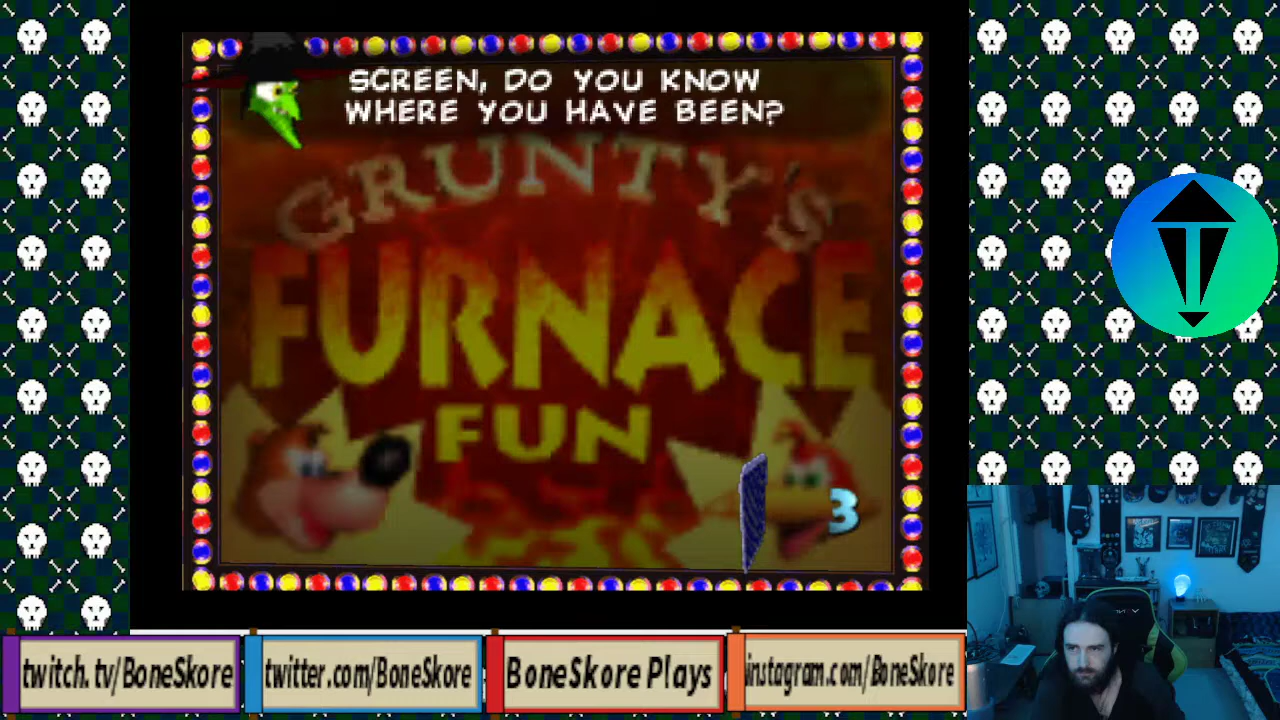 SCREEN, DO YOU KNOW
WHERE YOU HAVE BEEN?
GRUNTY'S
FURNACE
FUN
3
twitch.tv/BoneSkore
twitter.com/BoneSkore
BoneSkore Plays
instagram.com/BoneSkore